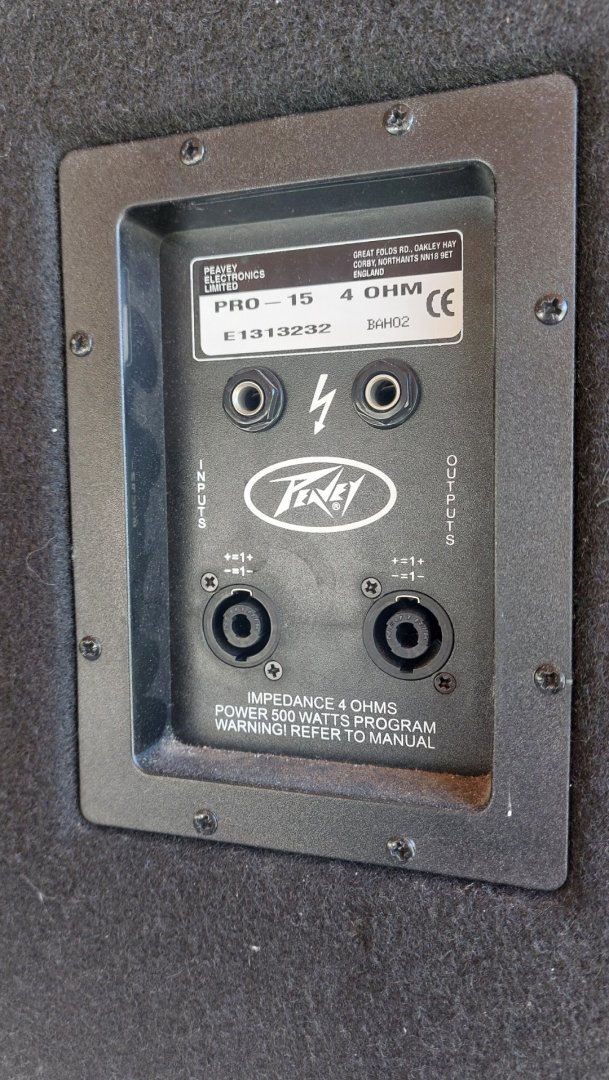 PEAVEY
ELECTRONICS
LIMITED
GREAT FOLDS RD., OAKLEY HAY
CORBY, NORTHANTS NN18 9ET
ENGLAND
PRO-15 4 OHM CE
E1313232 BAH02
INPUTS
PEAVEY®
OUTPUTS
+=1+
-=1-
+=1+
-=1-
IMPEDANCE 4 OHMS
POWER 500 WATTS PROGRAM
WARNING! REFER TO MANUAL